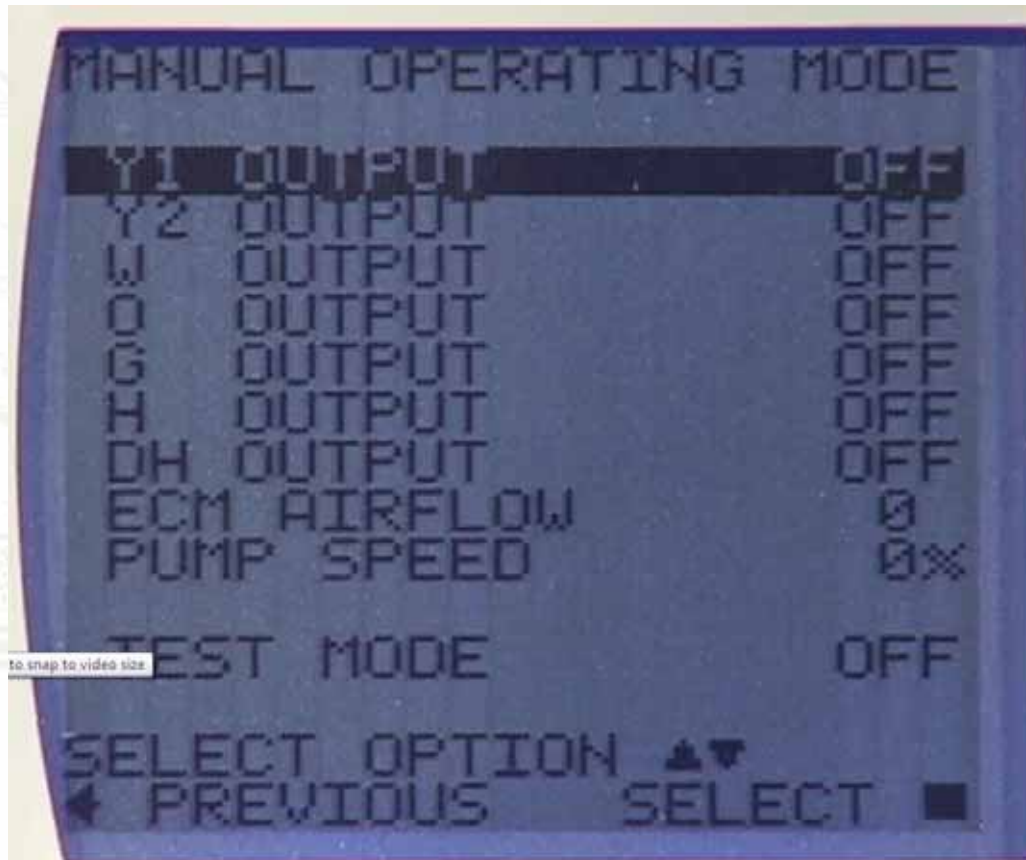 MANUAL OPERATING MODE
Y1 OUTPUT OFF
Y2 OUTPUT OFF
W OUTPUT OFF
O OUTPUT OFF
G OUTPUT OFF
H OUTPUT OFF
DH OUTPUT OFF
ECM AIRFLOW 0
PUMP SPEED 0%
TEST MODE OFF
to snap to video size
SELECT OPTION ▲▼
◀ PREVIOUS SELECT ■